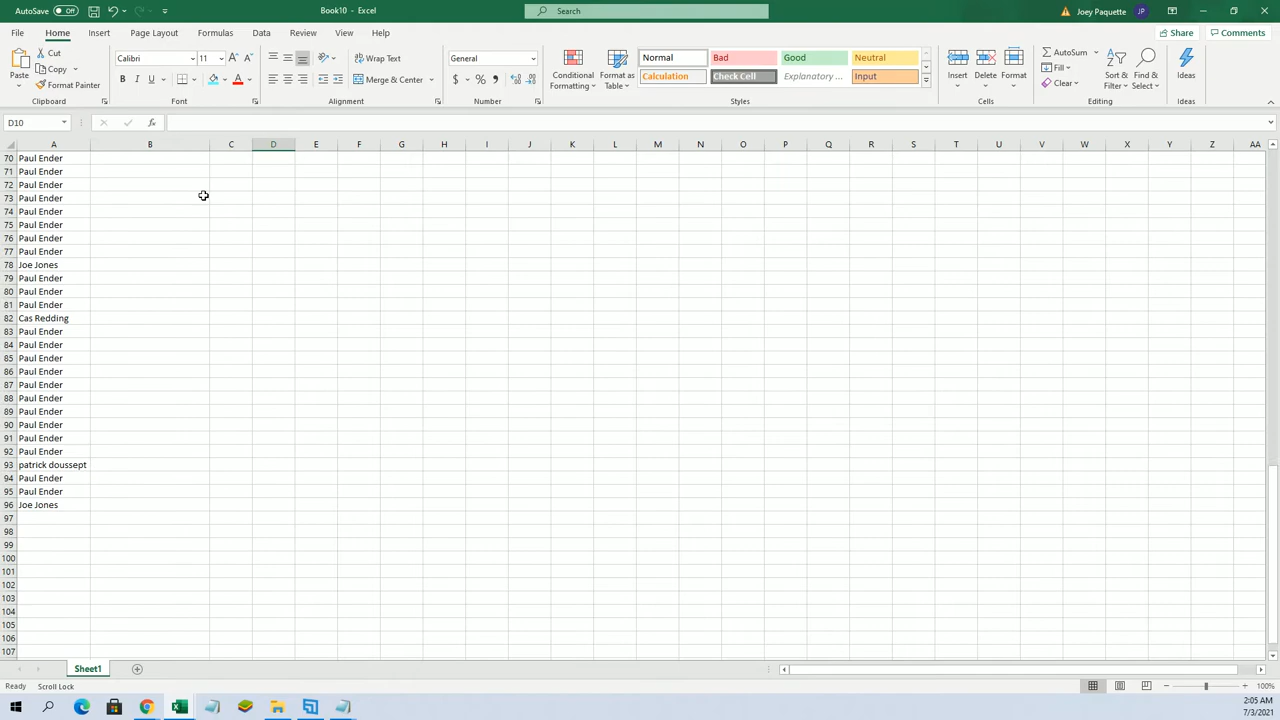 AutoSave Off Book10 - Excel Search Joey Paquette JP
File Home Insert Page Layout Formulas Data Review View Help Share Comments
Paste Cut Copy Format Painter Clipboard
Calibri 11 A A B I U A Font
ab Wrap Text Merge & Center Alignment
General $ % 9 Number
Conditional Formatting Format as Table
Normal Bad Good Neutral
Calculation Check Cell Explanatory ... Input
Styles
Insert Delete Format Cells
AutoSum Fill Clear Sort & Filter Find & Select Editing
Ideas Ideas
D10 fx
A B C D E F G H I J K L M N O P Q R S T U V W X Y Z AA
70 Paul Ender
71 Paul Ender
72 Paul Ender
73 Paul Ender
74 Paul Ender
75 Paul Ender
76 Paul Ender
77 Paul Ender
78 Joe Jones
79 Paul Ender
80 Paul Ender
81 Paul Ender
82 Cas Redding
83 Paul Ender
84 Paul Ender
85 Paul Ender
86 Paul Ender
87 Paul Ender
88 Paul Ender
89 Paul Ender
90 Paul Ender
91 Paul Ender
92 Paul Ender
93 patrick doussept
94 Paul Ender
95 Paul Ender
96 Joe Jones
97
98
99
100
101
102
103
104
105
106
107
Sheet1
Ready Scroll Lock 100%
2:05 AM
7/3/2021